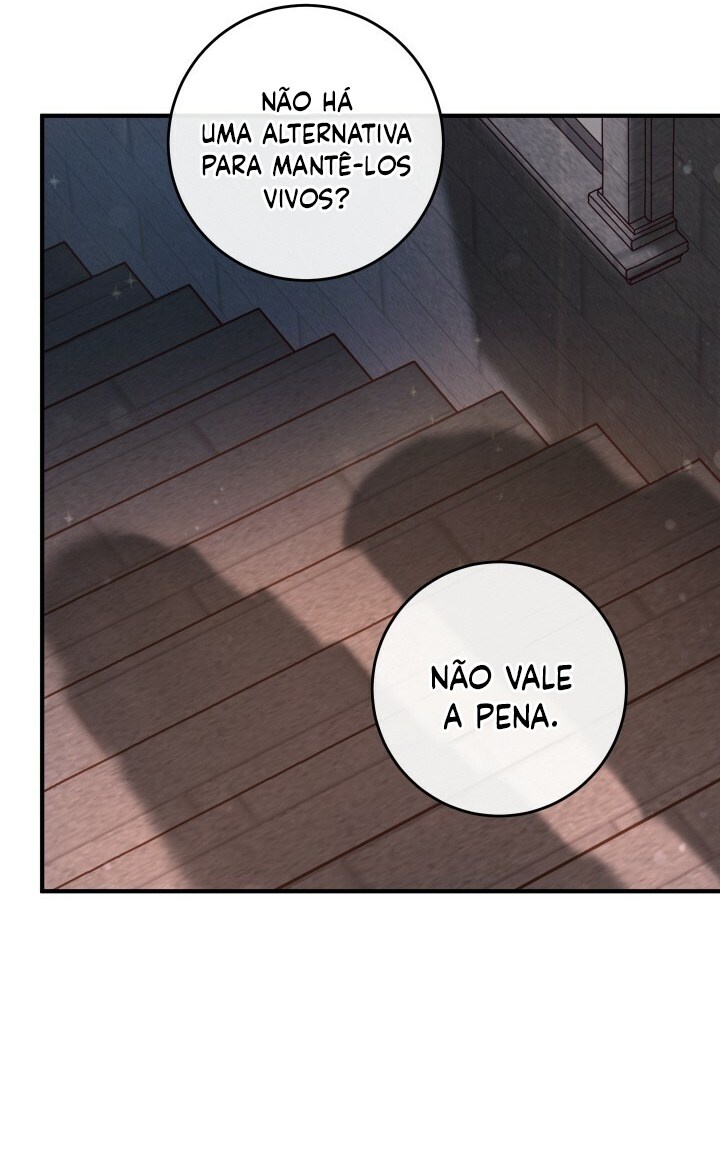 NÃO HÁ
UMA ALTERNATIVA
PARA MANTÊ-LOS
VIVOS?
NÃO VALE
A PENA.